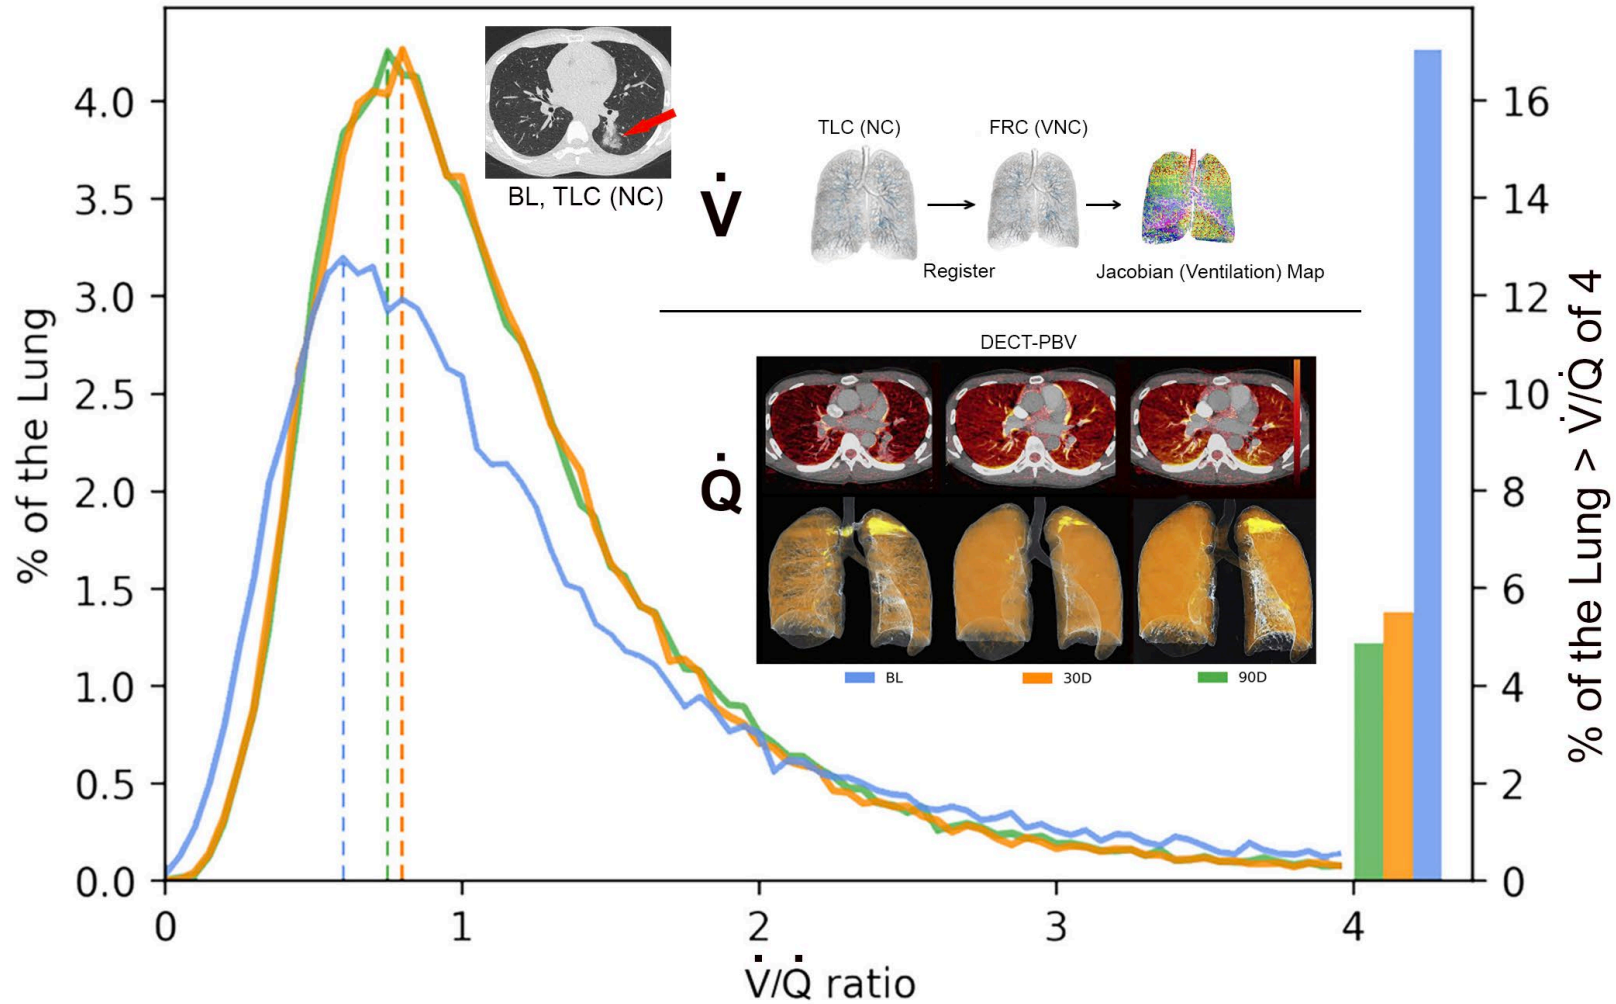 4.0
3.5
3.0
2.5
2.0
1.5
1.0
0.5
0.0
% of the Lung
BL, TLC (NC)
V̇
TLC (NC)
FRC (VNC)
Register
Jacobian (Ventilation) Map
DECT-PBV
Q̇
BL
30D
90D
16
14
12
10
8
6
4
2
0
% of the Lung > V̇/Q̇ of 4
0
1
2
3
4
V̇/Q̇ ratio